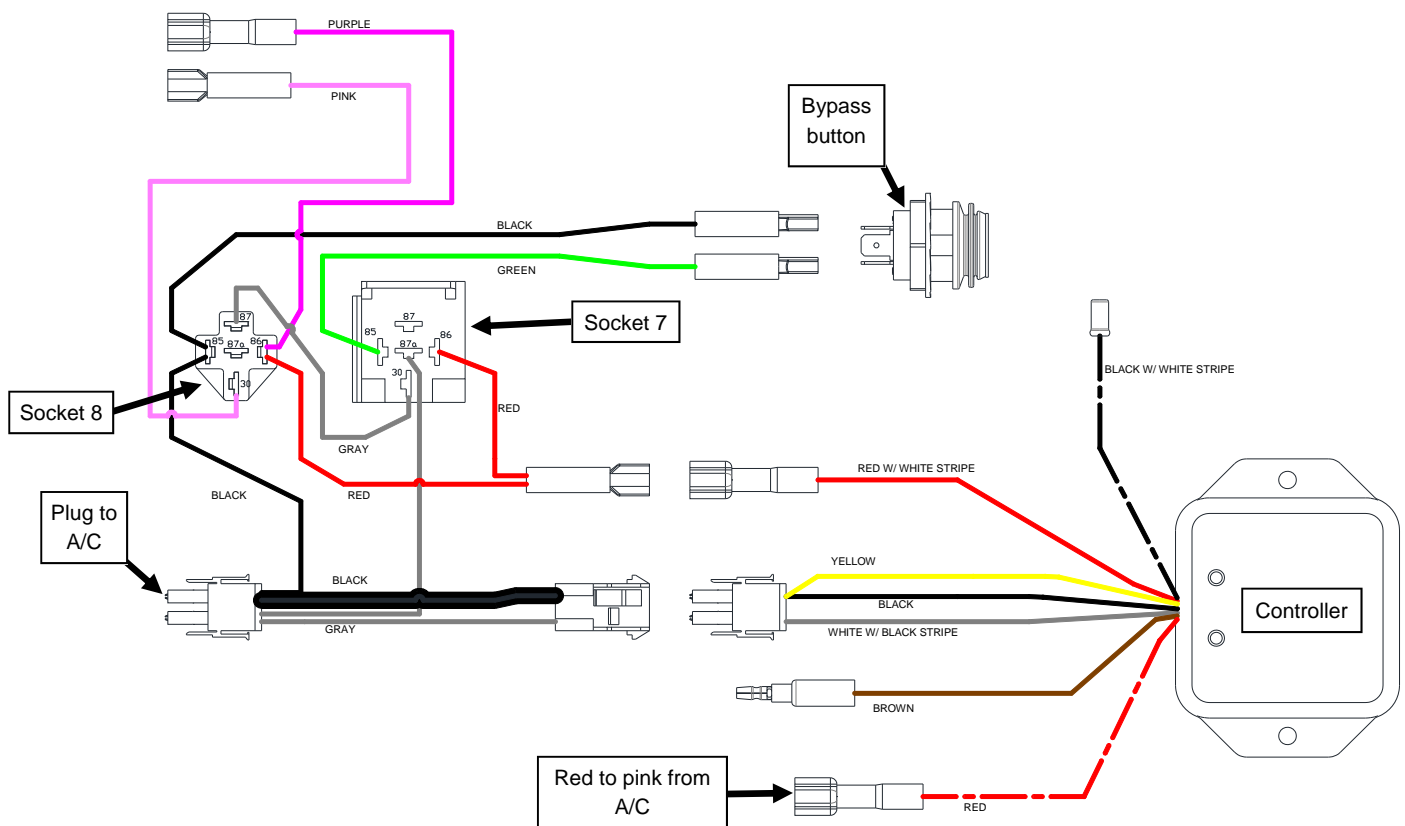 PURPLE
PINK
Bypass
button
BLACK
GREEN
87
85
87a
86
30
Socket 7
87
85
87a
86
30
Socket 8
BLACK W/ WHITE STRIPE
RED
GRAY
RED W/ WHITE STRIPE
BLACK
RED
Plug to
A/C
YELLOW
BLACK
BLACK
Controller
GRAY
WHITE W/ BLACK STRIPE
BROWN
Red to pink from
A/C
RED